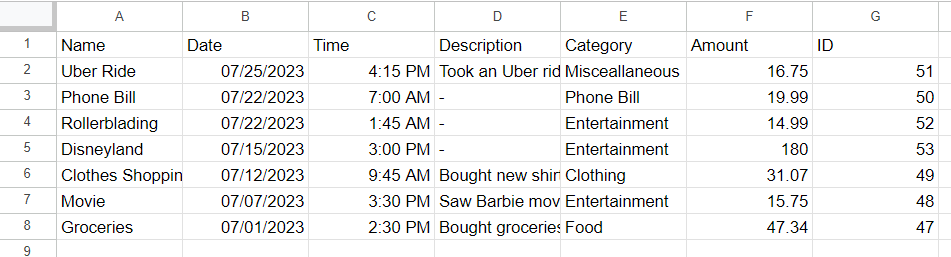 A B C D E F G
1 Name Date Time Description Category Amount ID
2 Uber Ride 07/25/2023 4:15 PM Took an Uber rid Misceallaneous 16.75 51
3 Phone Bill 07/22/2023 7:00 AM - Phone Bill 19.99 50
4 Rollerblading 07/22/2023 1:45 AM - Entertainment 14.99 52
5 Disneyland 07/15/2023 3:00 PM - Entertainment 180 53
6 Clothes Shoppin 07/12/2023 9:45 AM Bought new shirt Clothing 31.07 49
7 Movie 07/07/2023 3:30 PM Saw Barbie mov Entertainment 15.75 48
8 Groceries 07/01/2023 2:30 PM Bought groceries Food 47.34 47
9